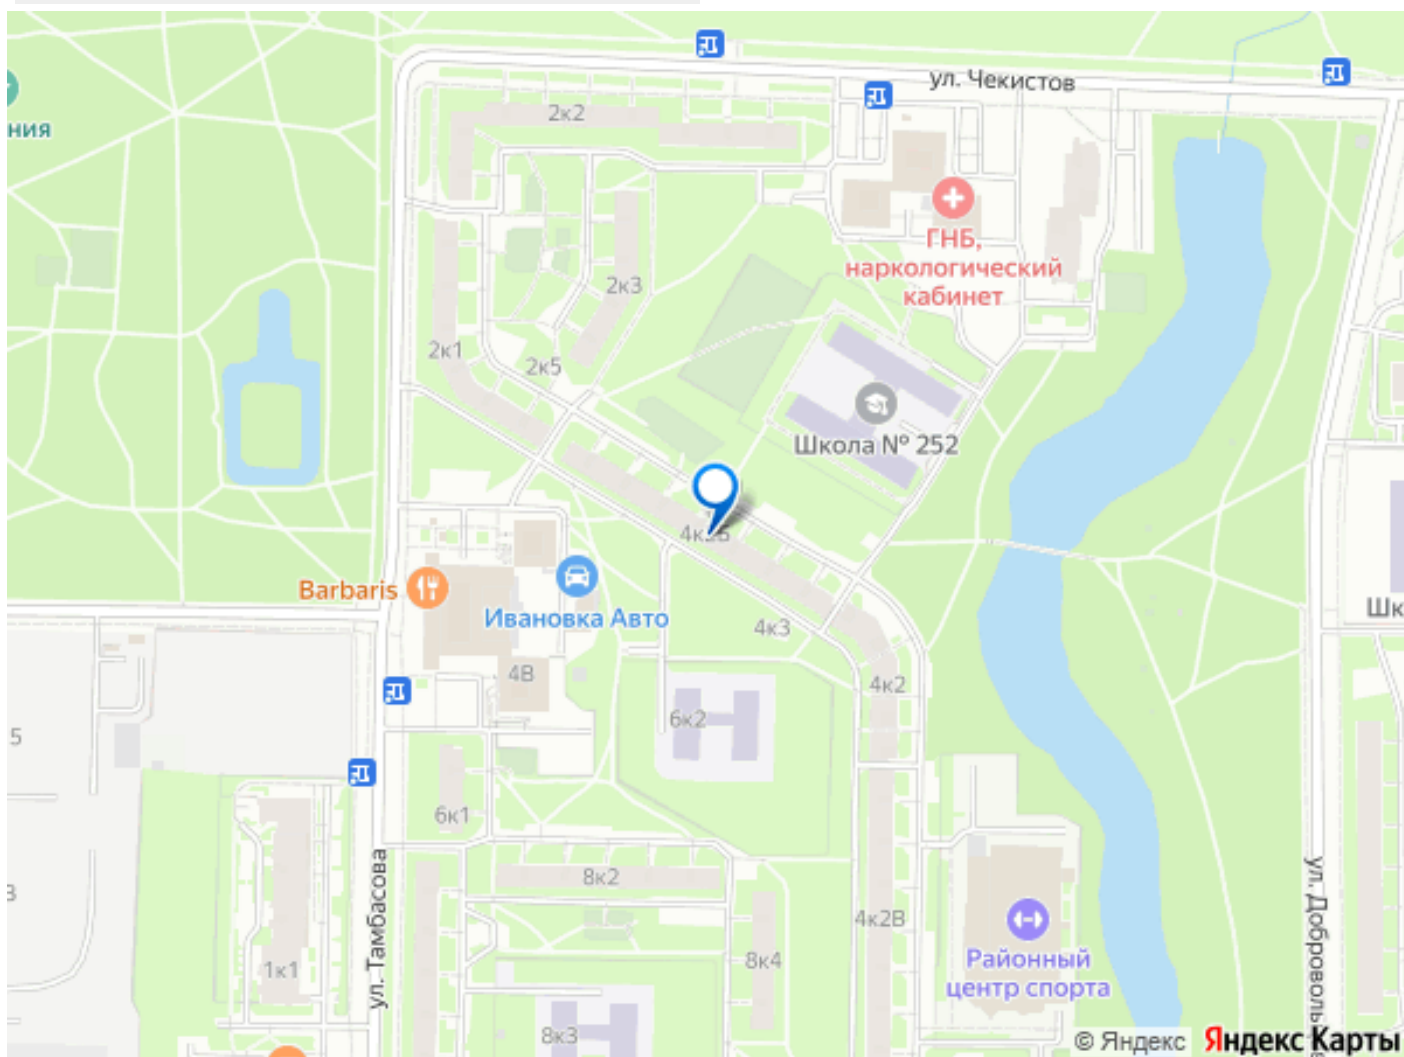 ул. Чекистов
ния
2к2
ГНБ,
наркологический
кабинет
2к3
2к1
2к5
Школа № 252
Barbaris
Ивановка Авто
4к3
Шк
4В
4к2
6к2
5
6к1
8к2
ул. Тамбасова
4к2В
ул. Доброволь
1к1
8к4
Районный
центр спорта
8к3
© Яндекс
Яндекс Карты